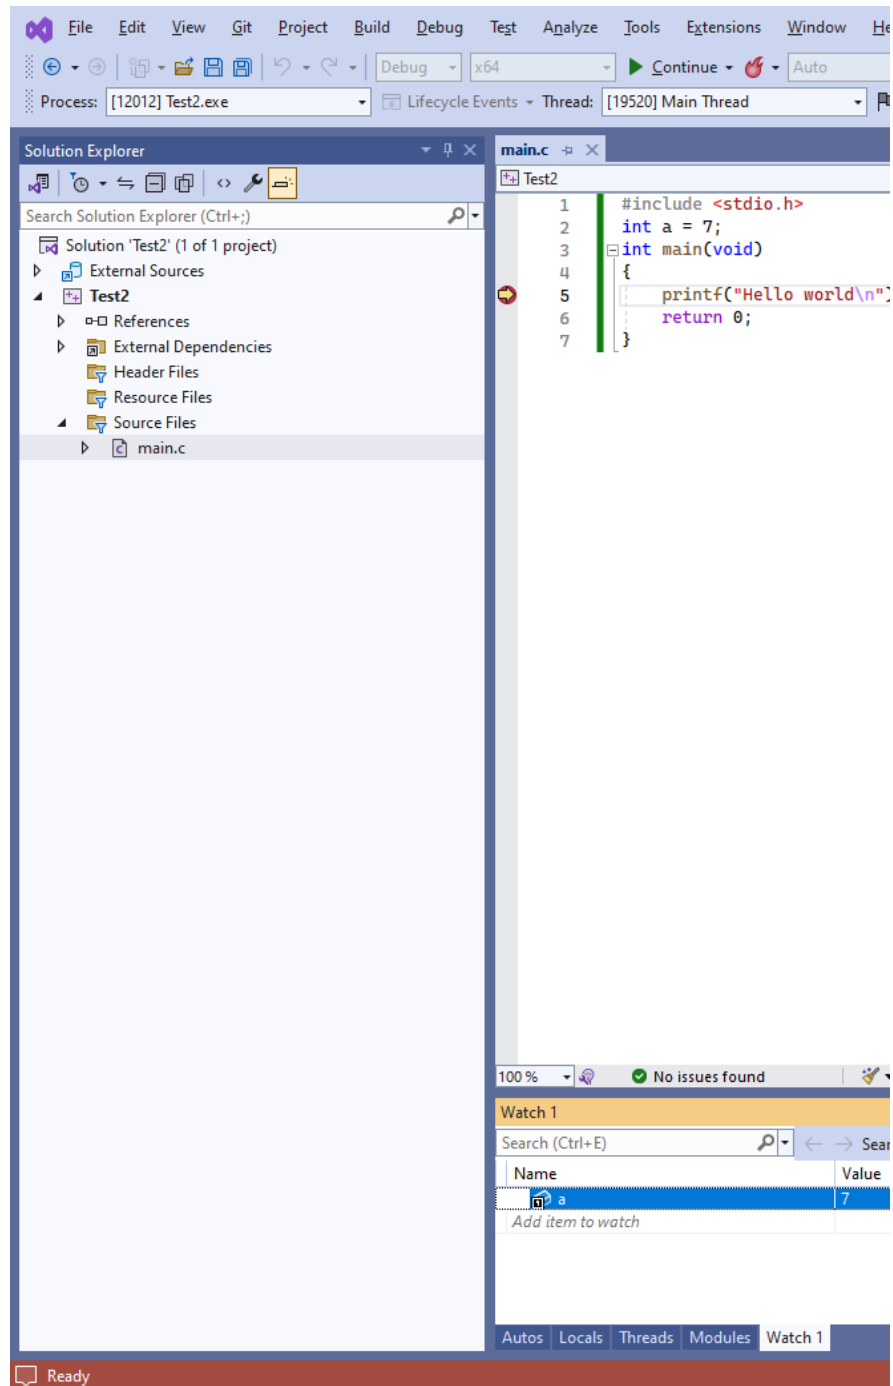 File Edit View Git Project Build Debug Test Analyze Tools Extensions Window He
Debug x64 Continue Auto
Process: [12012] Test2.exe Lifecycle Events Thread: [19520] Main Thread
Solution Explorer
Search Solution Explorer (Ctrl+;)
Solution 'Test2' (1 of 1 project)
External Sources
Test2
References
External Dependencies
Header Files
Resource Files
Source Files
main.c
main.c
Test2
1 #include <stdio.h>
2 int a = 7;
3 int main(void)
4 {
5 printf("Hello world\n")
6 return 0;
7 }
100 % No issues found
Watch 1
Search (Ctrl+E) Sear
Name Value
a 7
Add item to watch
Autos Locals Threads Modules Watch 1
Ready